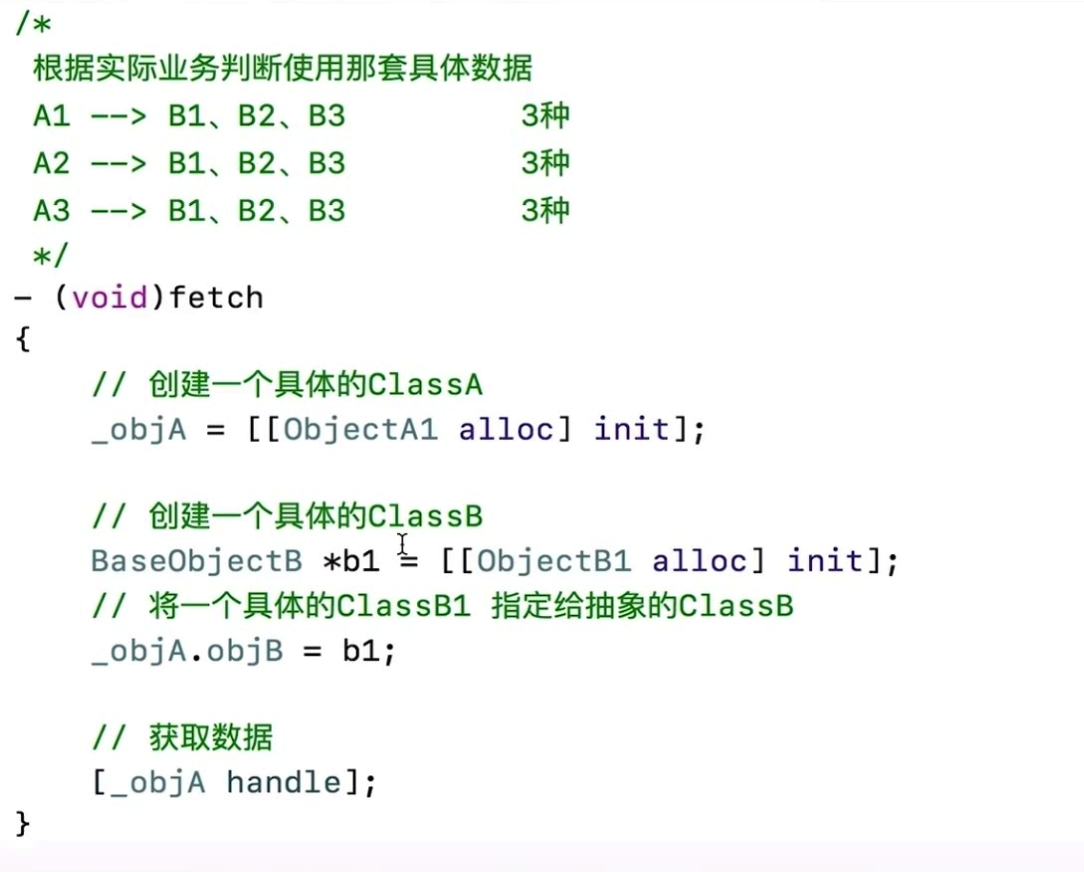 /*
根据实际业务判断使用那套具体数据
A1 --> B1、B2、B3 3种
A2 --> B1、B2、B3 3种
A3 --> B1、B2、B3 3种
*/
- (void)fetch
{
// 创建一个具体的ClassA
_objA = [[ObjectA1 alloc] init];
// 创建一个具体的ClassB
BaseObjectB *b1 = [[ObjectB1 alloc] init];
// 将一个具体的ClassB1 指定给抽象的ClassB
_objA.objB = b1;
// 获取数据
[_objA handle];
}